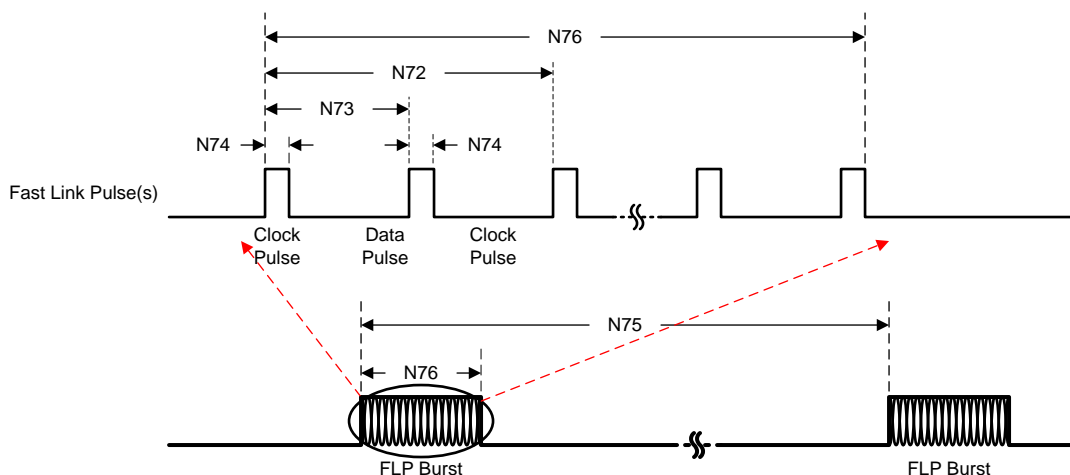 N76
N72
N73
N74
N74
Fast Link Pulse(s)
Clock
Pulse
Data
Pulse
Clock
Pulse
N75
N76
FLP Burst
FLP Burst